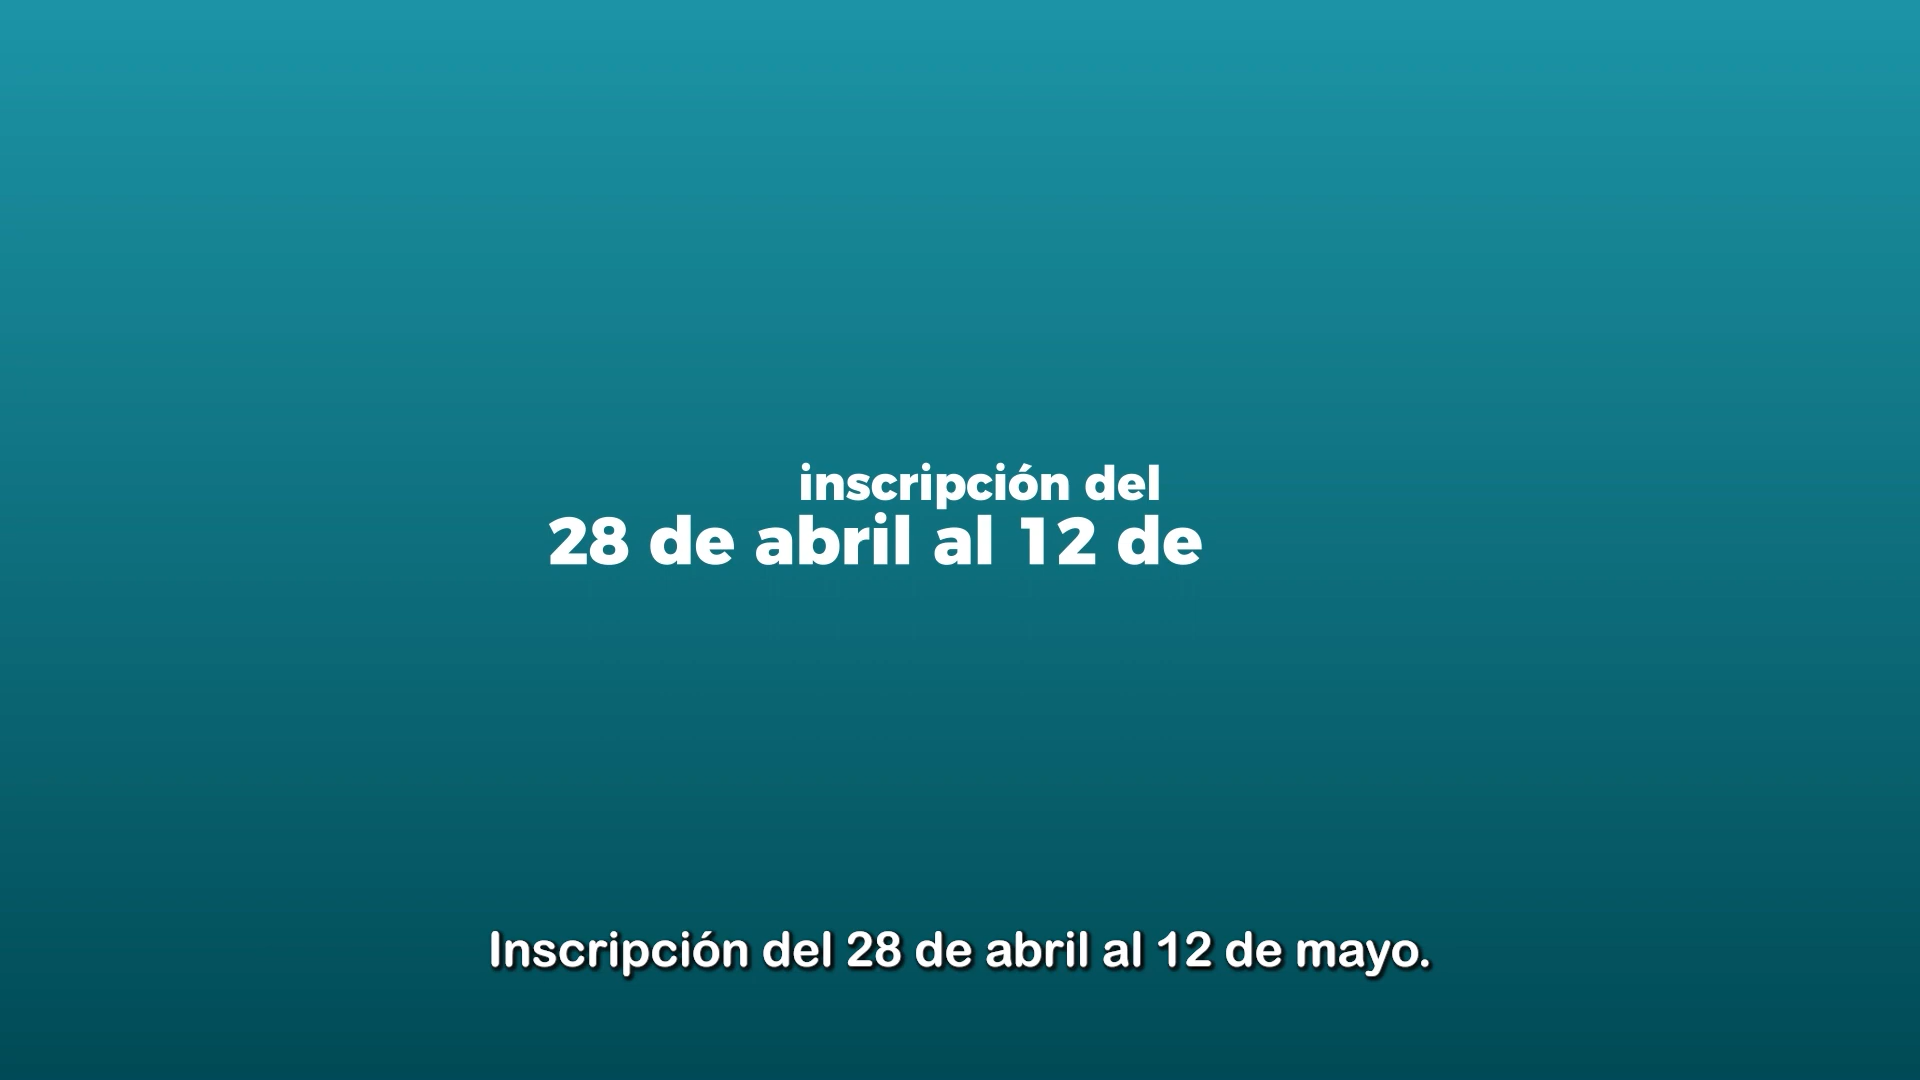 inscripción del
28 de abril al 12 de
Inscripción del 28 de abril al 12 de mayo.